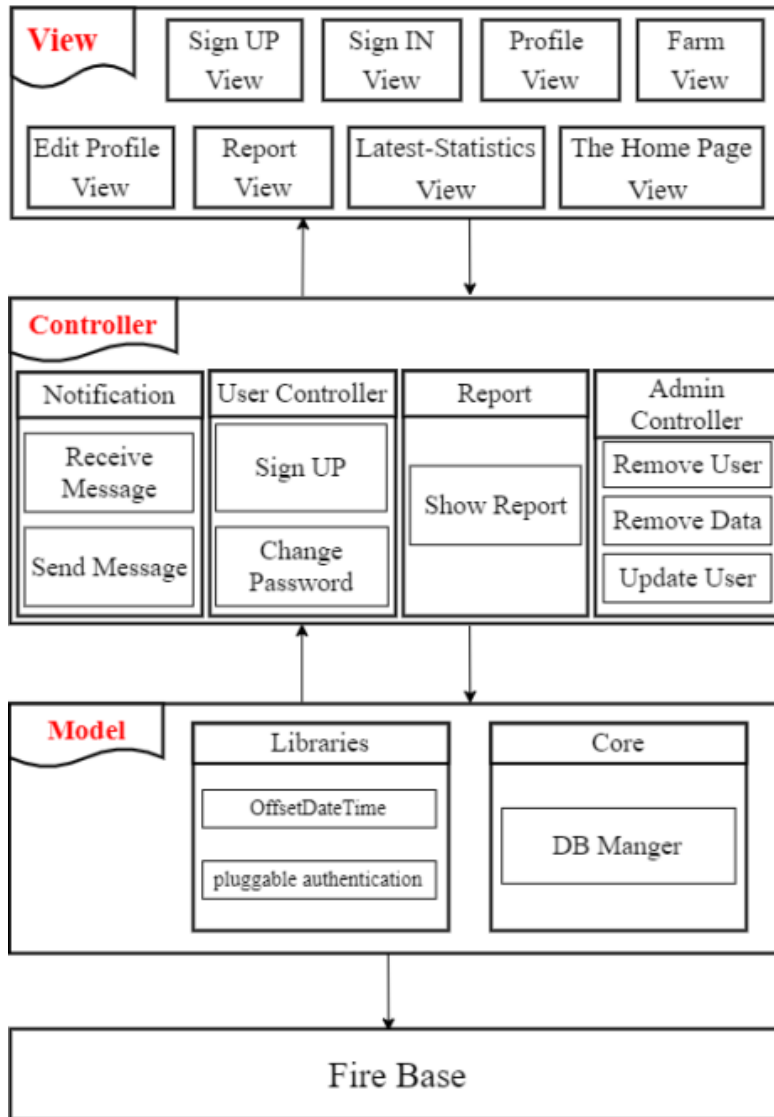 View
Sign UP
View
Sign IN
View
Profile
View
Farm
View
Edit Profile
View
Report
View
Latest-Statistics
View
The Home Page
View
Controller
Notification
Receive
Message
Send Message
User Controller
Sign UP
Change
Password
Report
Show Report
Admin
Controller
Remove User
Remove Data
Update User
Model
Libraries
OffsetDateTime
pluggable authentication
Core
DB Manger
Fire Base